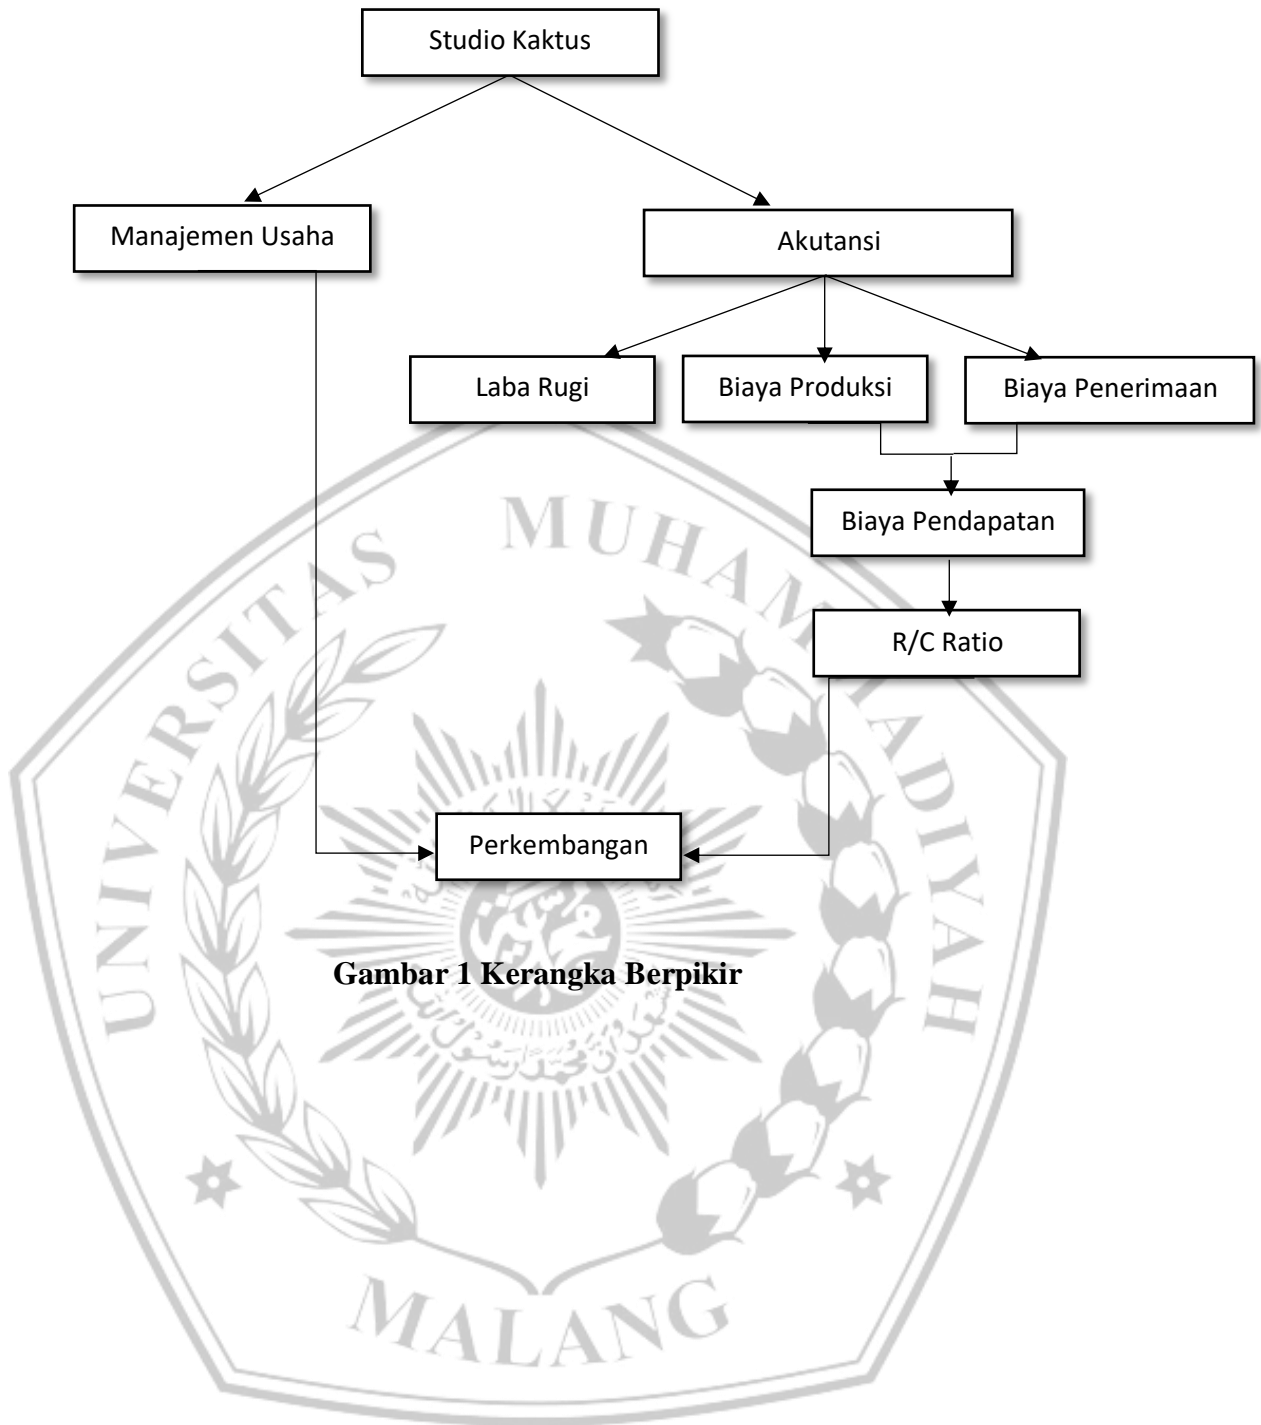 Studio Kaktus
Manajemen Usaha
Akutansi
Laba Rugi
Biaya Produksi
Biaya Penerimaan
Biaya Pendapatan
R/C Ratio
Perkembangan
Gambar 1 Kerangka Berpikir
UNIVERSITAS MUHAMMADIYAH
MALANG